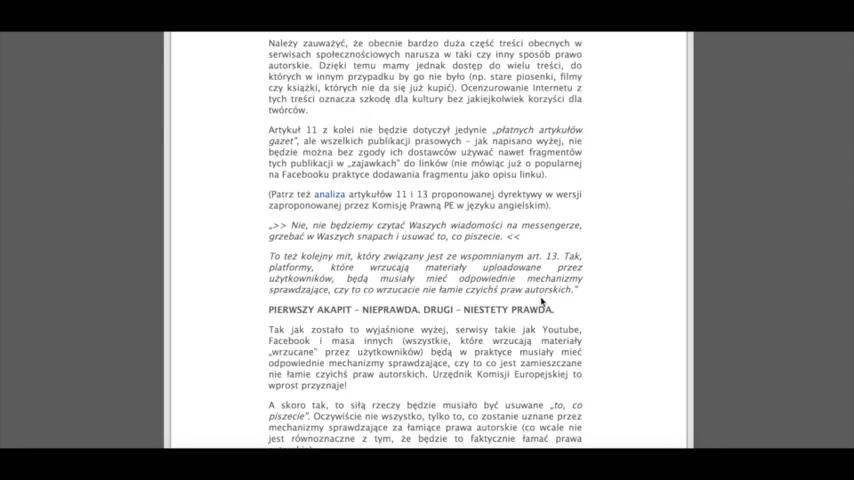 Należy zauważyć, że obecnie bardzo duża część treści obecnych w
serwisach społecznościowych narusza w taki czy inny sposób prawo
autorskie. Dzięki temu mamy jednak dostęp do wielu treści, do
których w innym przypadku by go nie było (np. stare piosenki, filmy
czy książki, których nie da się już kupić). Ocenzurowanie Internetu z
tych treści oznacza szkodę dla kultury bez jakiejkolwiek korzyści dla
twórców.
Artykuł 11 z kolei nie będzie dotyczył jedynie „płatnych artykułów
gazet”, ale wszelkich publikacji prasowych – jak napisano wyżej, nie
będzie można bez zgody ich dostawców używać nawet fragmentów
tych publikacji w „zajawkach” do linków (nie mówiąc już o popularnej
na Facebooku praktyce dodawania fragmentu jako opisu linku).
(Patrz też analiza artykułów 11 i 13 proponowanej dyrektywy w wersji
zaproponowanej przez Komisję Prawną PE w języku angielskim).
„>> Nie, nie będziemy czytać Waszych wiadomości na messengerze,
grzebać w Waszych snapach i usuwać to, co piszecie. <<
To też kolejny mit, który związany jest ze wspomnianym art. 13. Tak,
platformy, które wrzucają materiały uploadowane przez
użytkowników, będą musiały mieć odpowiednie mechanizmy
sprawdzające, czy to co wrzucacie nie łamie czyichś praw autorskich.”
PIERWSZY AKAPIT – NIEPRAWDA. DRUGI – NIESTETY PRAWDA.
Tak jak zostało to wyjaśnione wyżej, serwisy takie jak Youtube,
Facebook i masa innych (wszystkie, które wrzucają materiały
„wrzucane” przez użytkowników) będą w praktyce musiały mieć
odpowiednie mechanizmy sprawdzające, czy to co jest zamieszczane
nie łamie czyichś praw autorskich. Urzędnik Komisji Europejskiej to
wprost przyznaje!
A skoro tak, to siłą rzeczy będzie musiało być usuwane „to, co
piszecie”. Oczywiście nie wszystko, tylko to, co zostanie uznane przez
mechanizmy sprawdzające za łamiące prawa autorskie (co wcale nie
jest równoznaczne z tym, że będzie to faktycznie łamać prawa